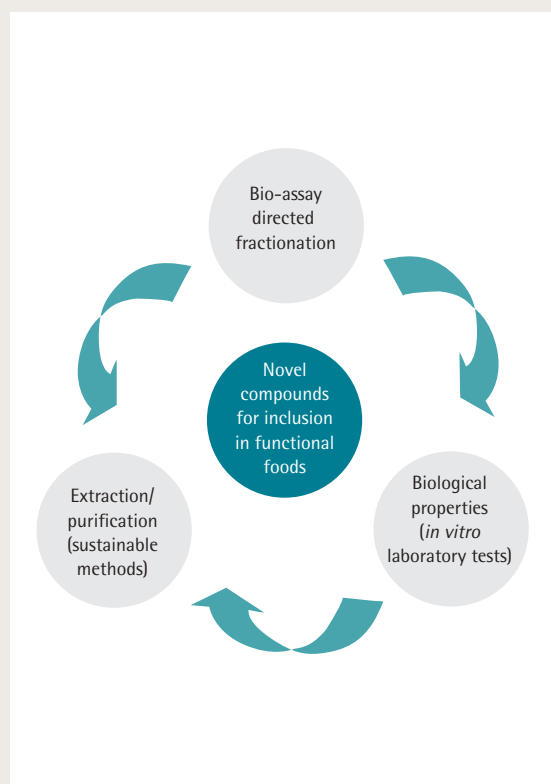 Bio-assay
directed
fractionation
Novel
compounds
for inclusion
in functional
foods
Extraction/
purification
(sustainable
methods)
Biological
properties
(in vitro
laboratory tests)